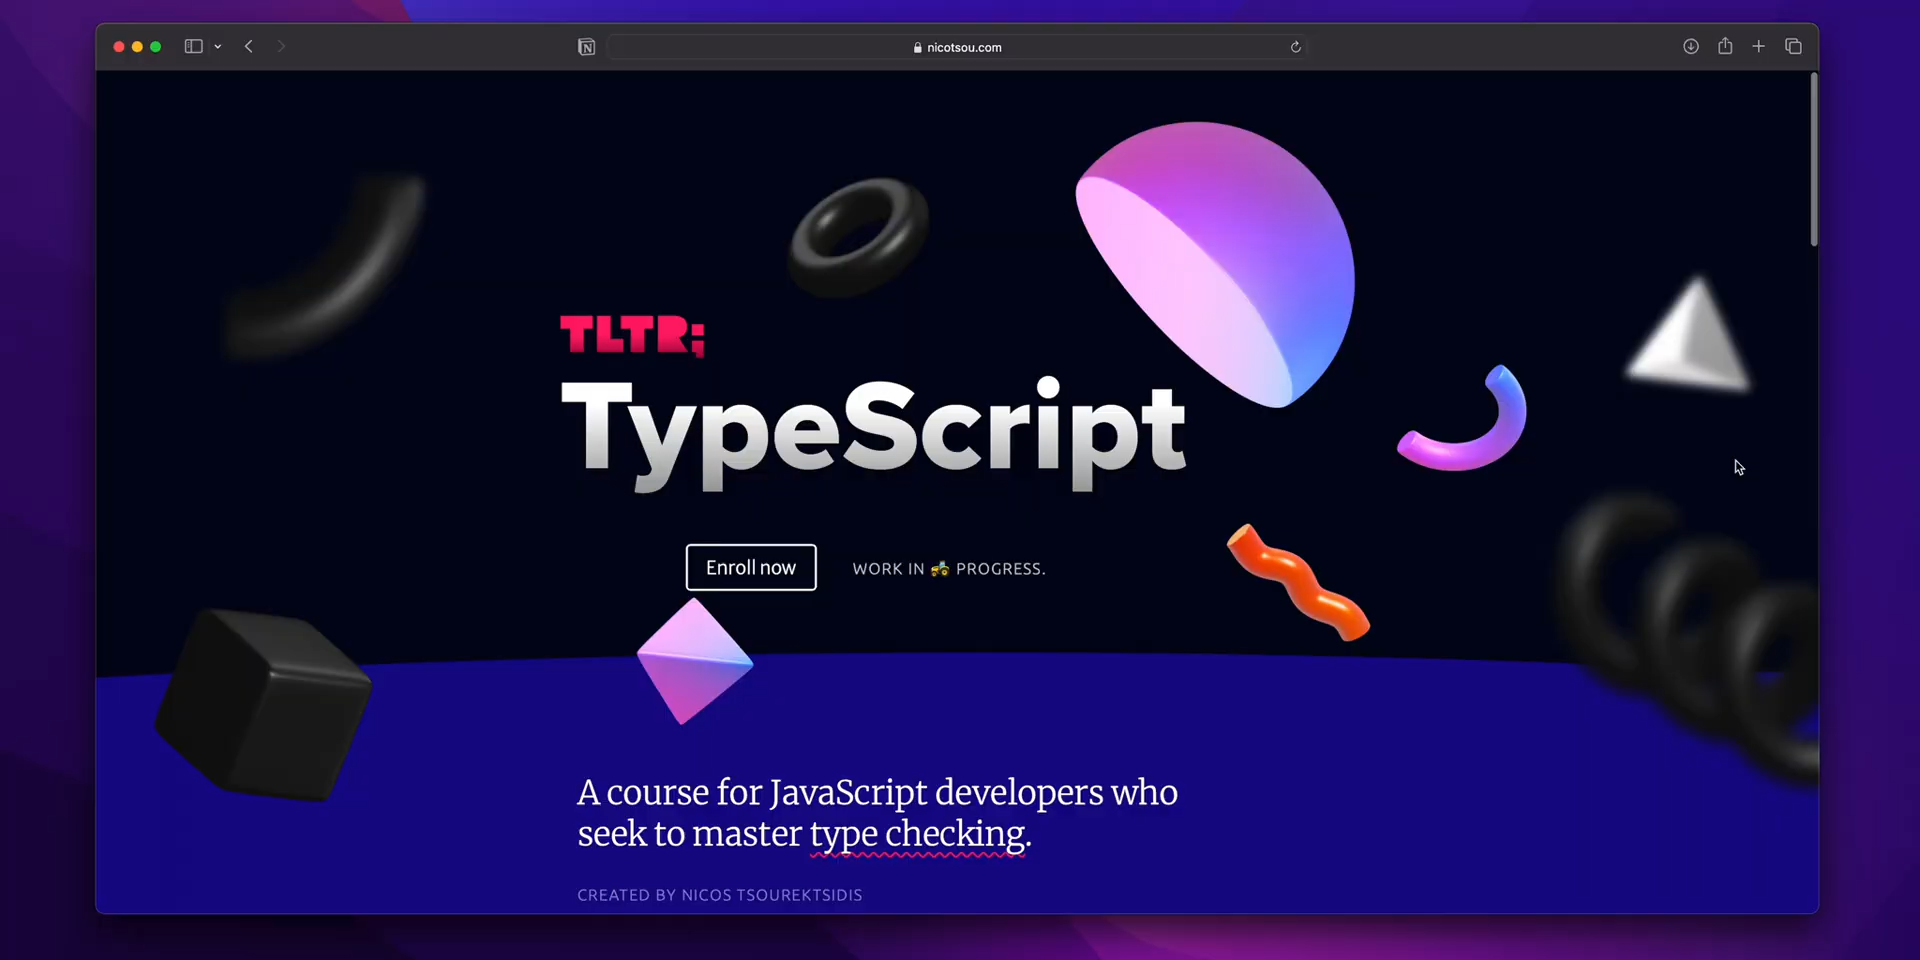 nicotsou.com
TLTR;
TypeScript
Enroll now
WORK IN 🚜 PROGRESS.
A course for JavaScript developers who
seek to master type checking.
CREATED BY NICOS TSOUREKTSIDIS